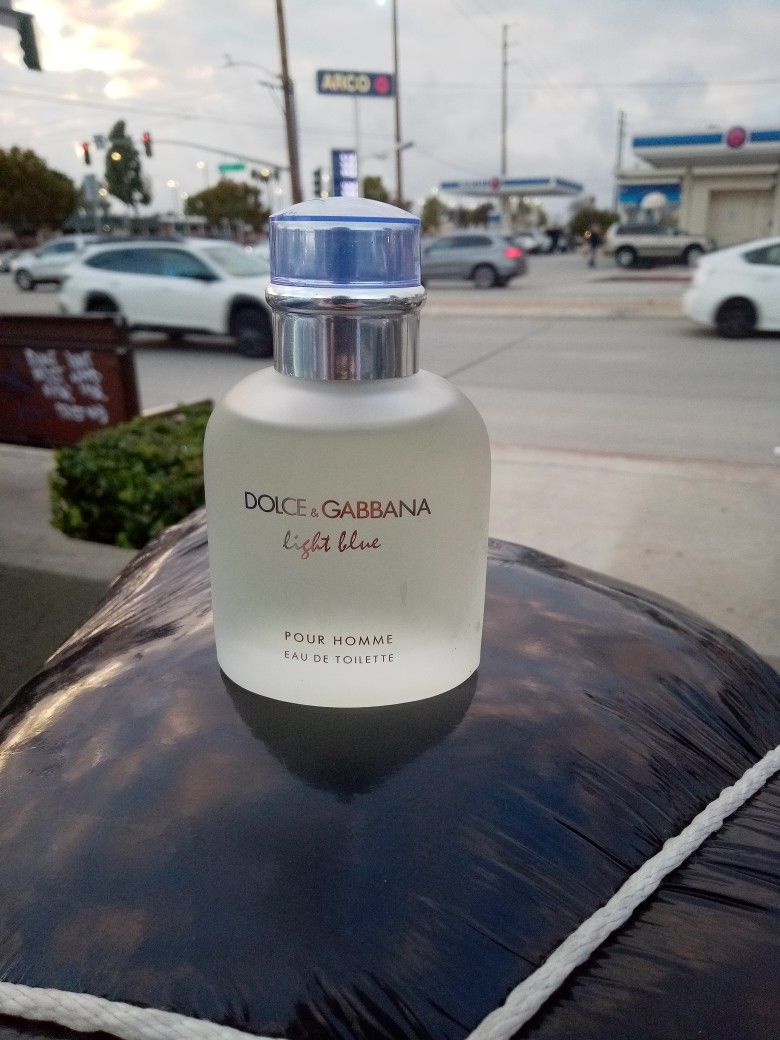 ARCO
DOLCE & GABBANA
light blue
POUR HOMME
EAU DE TOILETTE